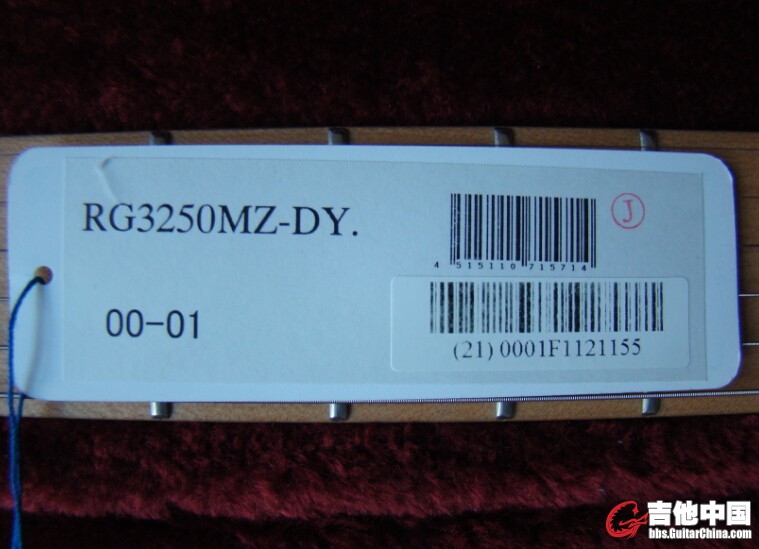 RG3250MZ-DY.
J
4 515110 715714
00-01
(21) 0001F1121155
吉他中国
bbs.GuitarChina.com